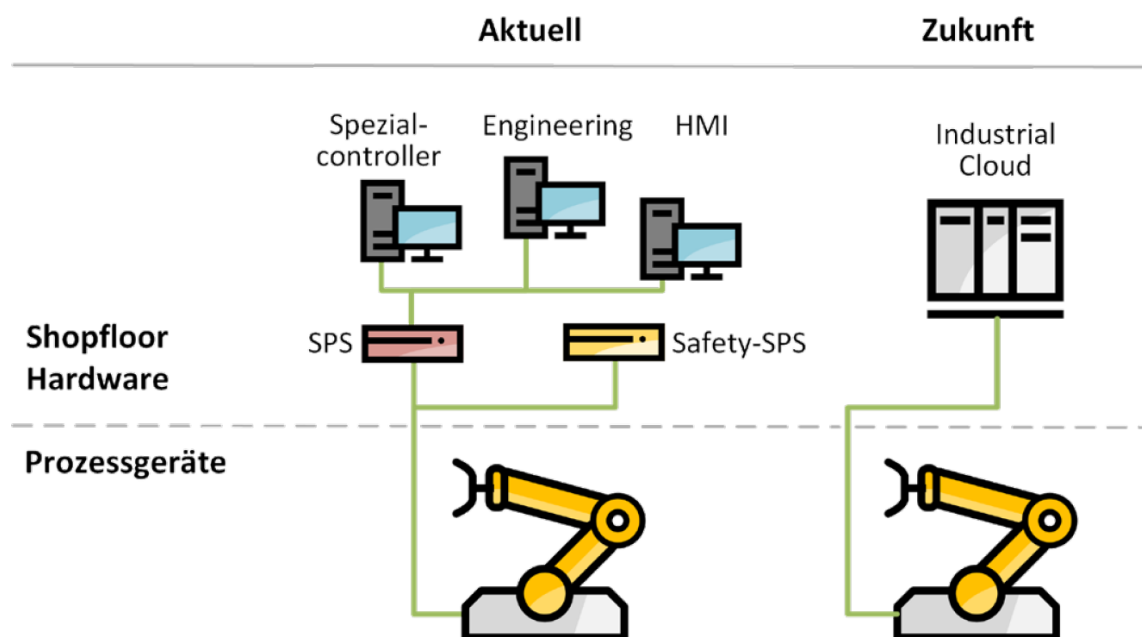 Aktuell
Zukunft
Spezial-
controller
Engineering
HMI
Industrial
Cloud
Shopfloor
Hardware
SPS
Safety-SPS
Prozessgeräte